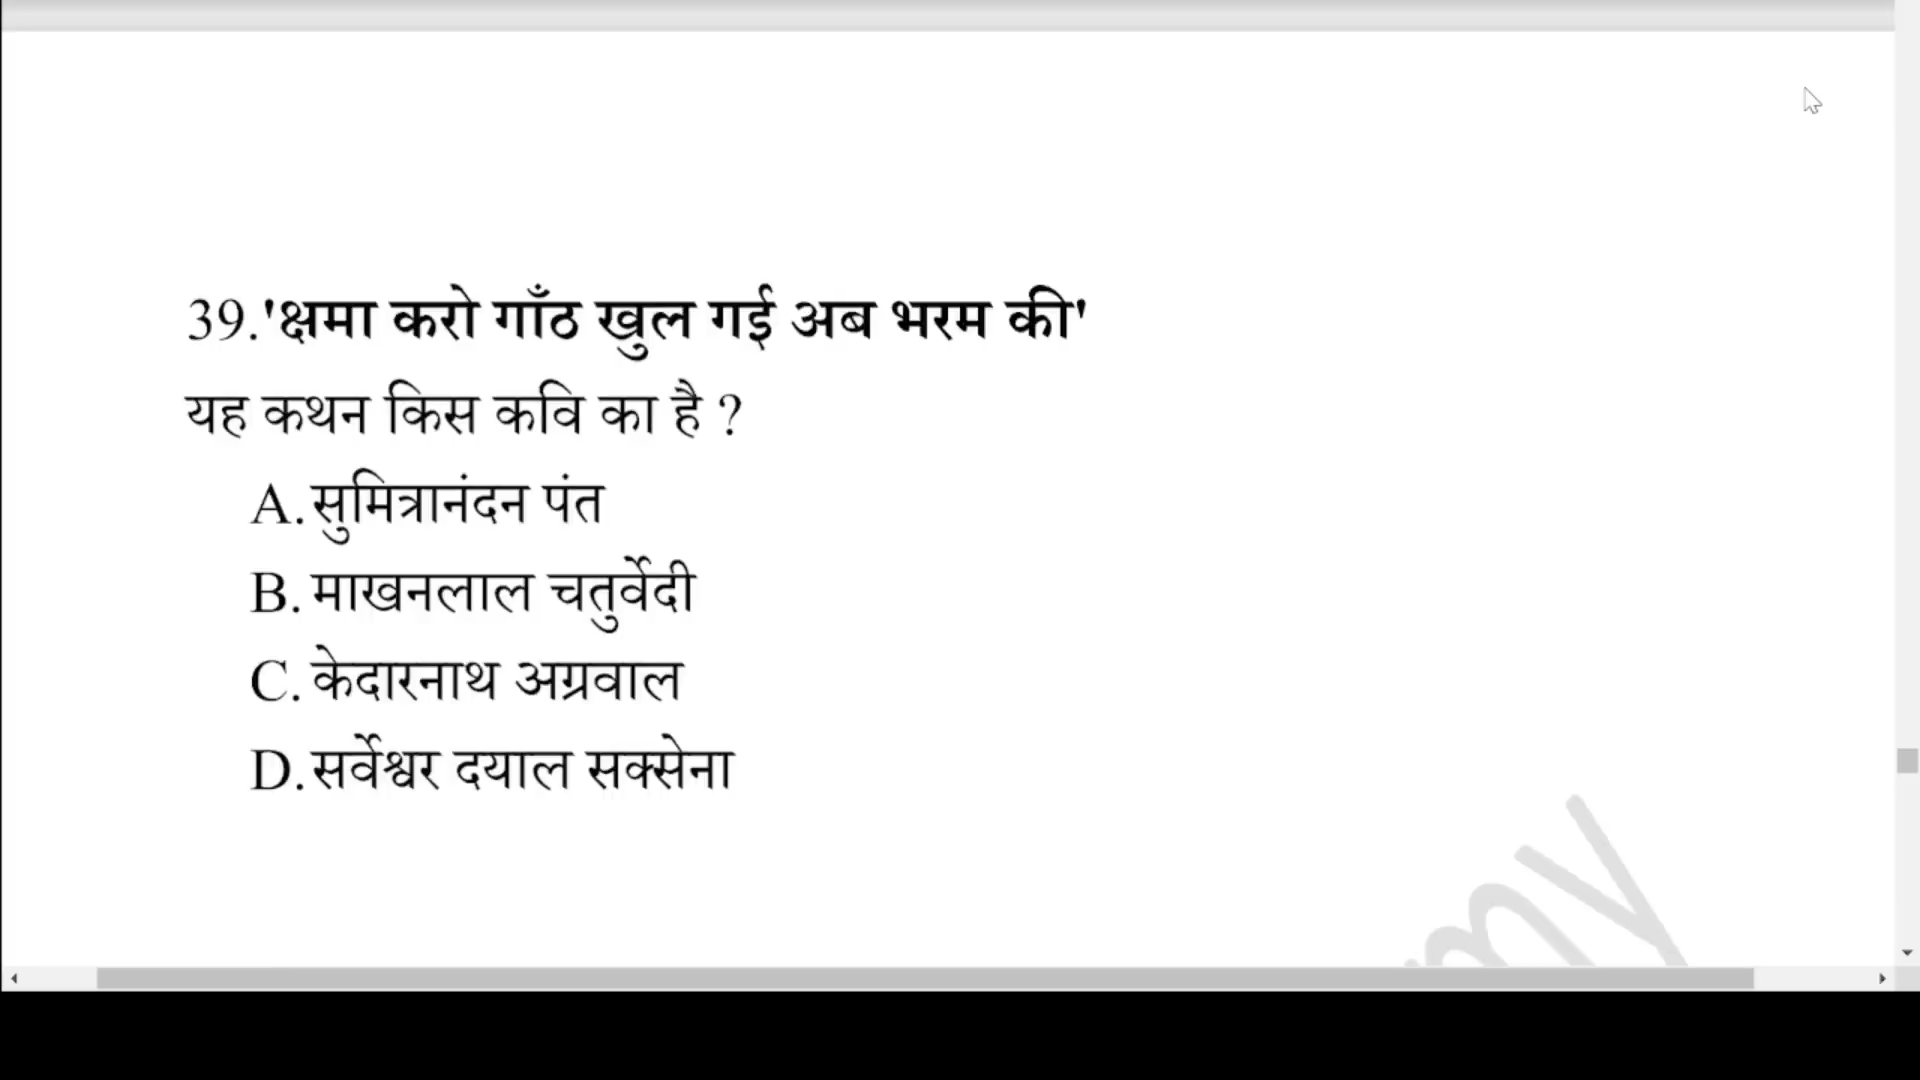 39.'क्षमा करो गाँठ खुल गई अब भरम की'
यह कथन किस कवि का है ?
A.सुमित्रानंदन पंत
B. माखनलाल चतुर्वेदी
C. केदारनाथ अग्रवाल
D.सर्वेश्वर दयाल सक्सेना
my